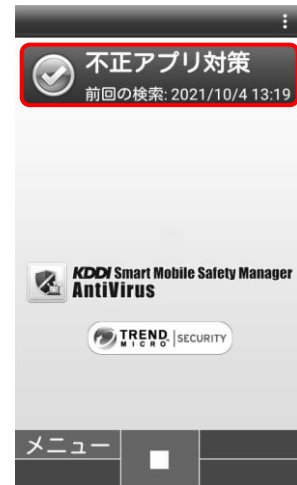 不正アプリ対策
前回の検索: 2021/10/4 13:19
KDDI Smart Mobile Safety Manager
AntiVirus
TREND MICRO | SECURITY
メニュー